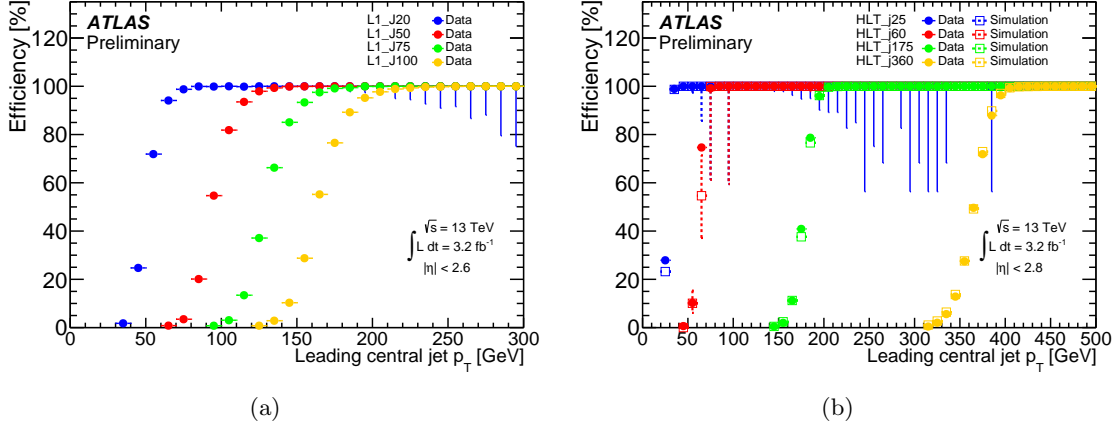 ATLAS
Preliminary
L1_J20 Data
L1_J50 Data
L1_J75 Data
L1_J100 Data
Efficiency [%]
120
100
80
60
40
20
0
∫ L dt = 3.2 fb⁻¹
√s = 13 TeV
|η| < 2.6
0 50 100 150 200 250 300
Leading central jet p_T [GeV]
(a)
ATLAS
Preliminary
HLT_j25 Data Simulation
HLT_j60 Data Simulation
HLT_j175 Data Simulation
HLT_j360 Data Simulation
Efficiency [%]
120
100
80
60
40
20
0
√s = 13 TeV
∫ L dt = 3.2 fb⁻¹
|η| < 2.8
0 50 100 150 200 250 300 350 400 450 500
Leading central jet p_T [GeV]
(b)